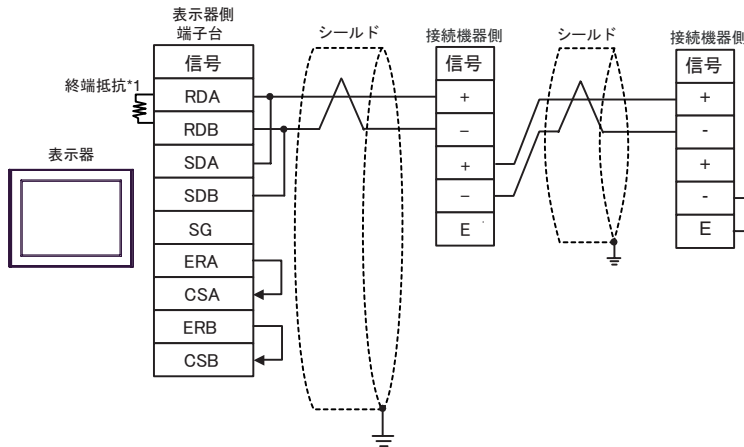 表示器側
端子台
シールド
接続機器側
シールド
接続機器側
信号
信号
信号
終端抵抗*1
RDA
+
+
RDB
−
-
表示器
SDA
+
+
SDB
−
-
SG
E
E
ERA
CSA
ERB
CSB